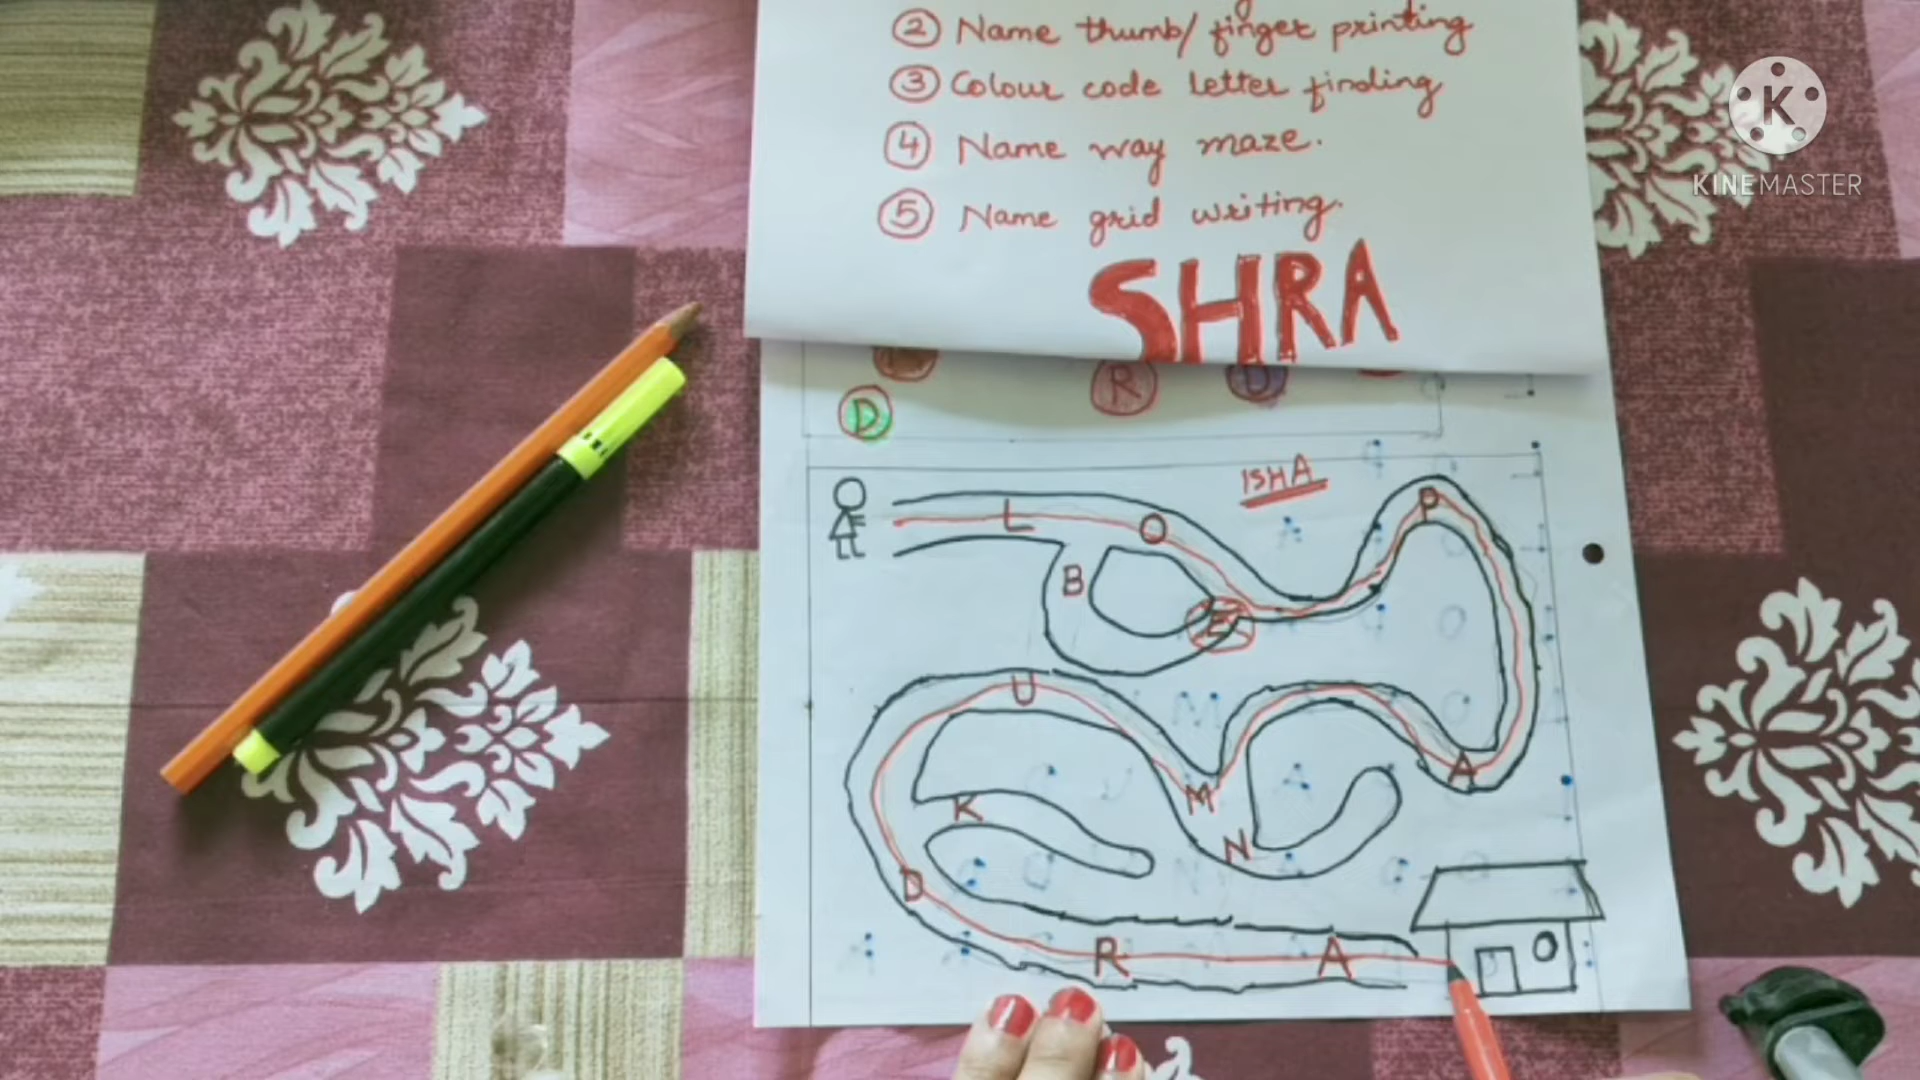 ② Name thumb/ finger printing
③ Colour code letter finding
④ Name way maze.
⑤ Name grid writing.
SHRA
R
D
ISHA
L O P
B E
U
M A
K N
D
R A
K
KINEMASTER